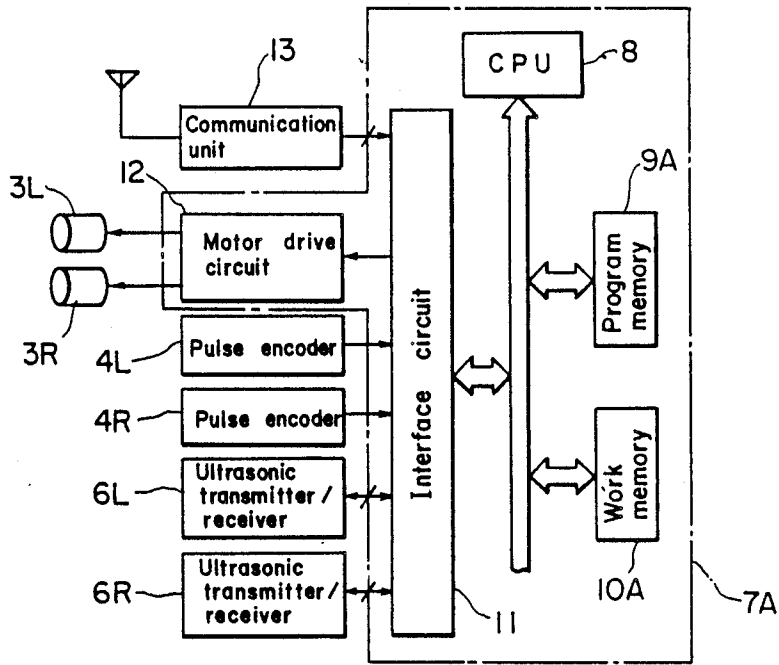 13
CPU
8
Communication
unit
12
3L
9A
Motor drive
circuit
Program
memory
3R
4L
Pulse encoder
Interface circuit
4R
Pulse encoder
6L
Ultrasonic
transmitter/
receiver
Work
memory
6R
Ultrasonic
transmitter/
receiver
11
10A
7A